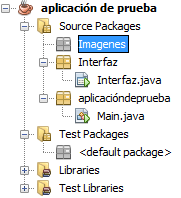 aplicación de prueba
Source Packages
Imagenes
Interfaz
Interfaz.java
aplicacióndeprueba
Main.java
Test Packages
<default package>
Libraries
Test Libraries